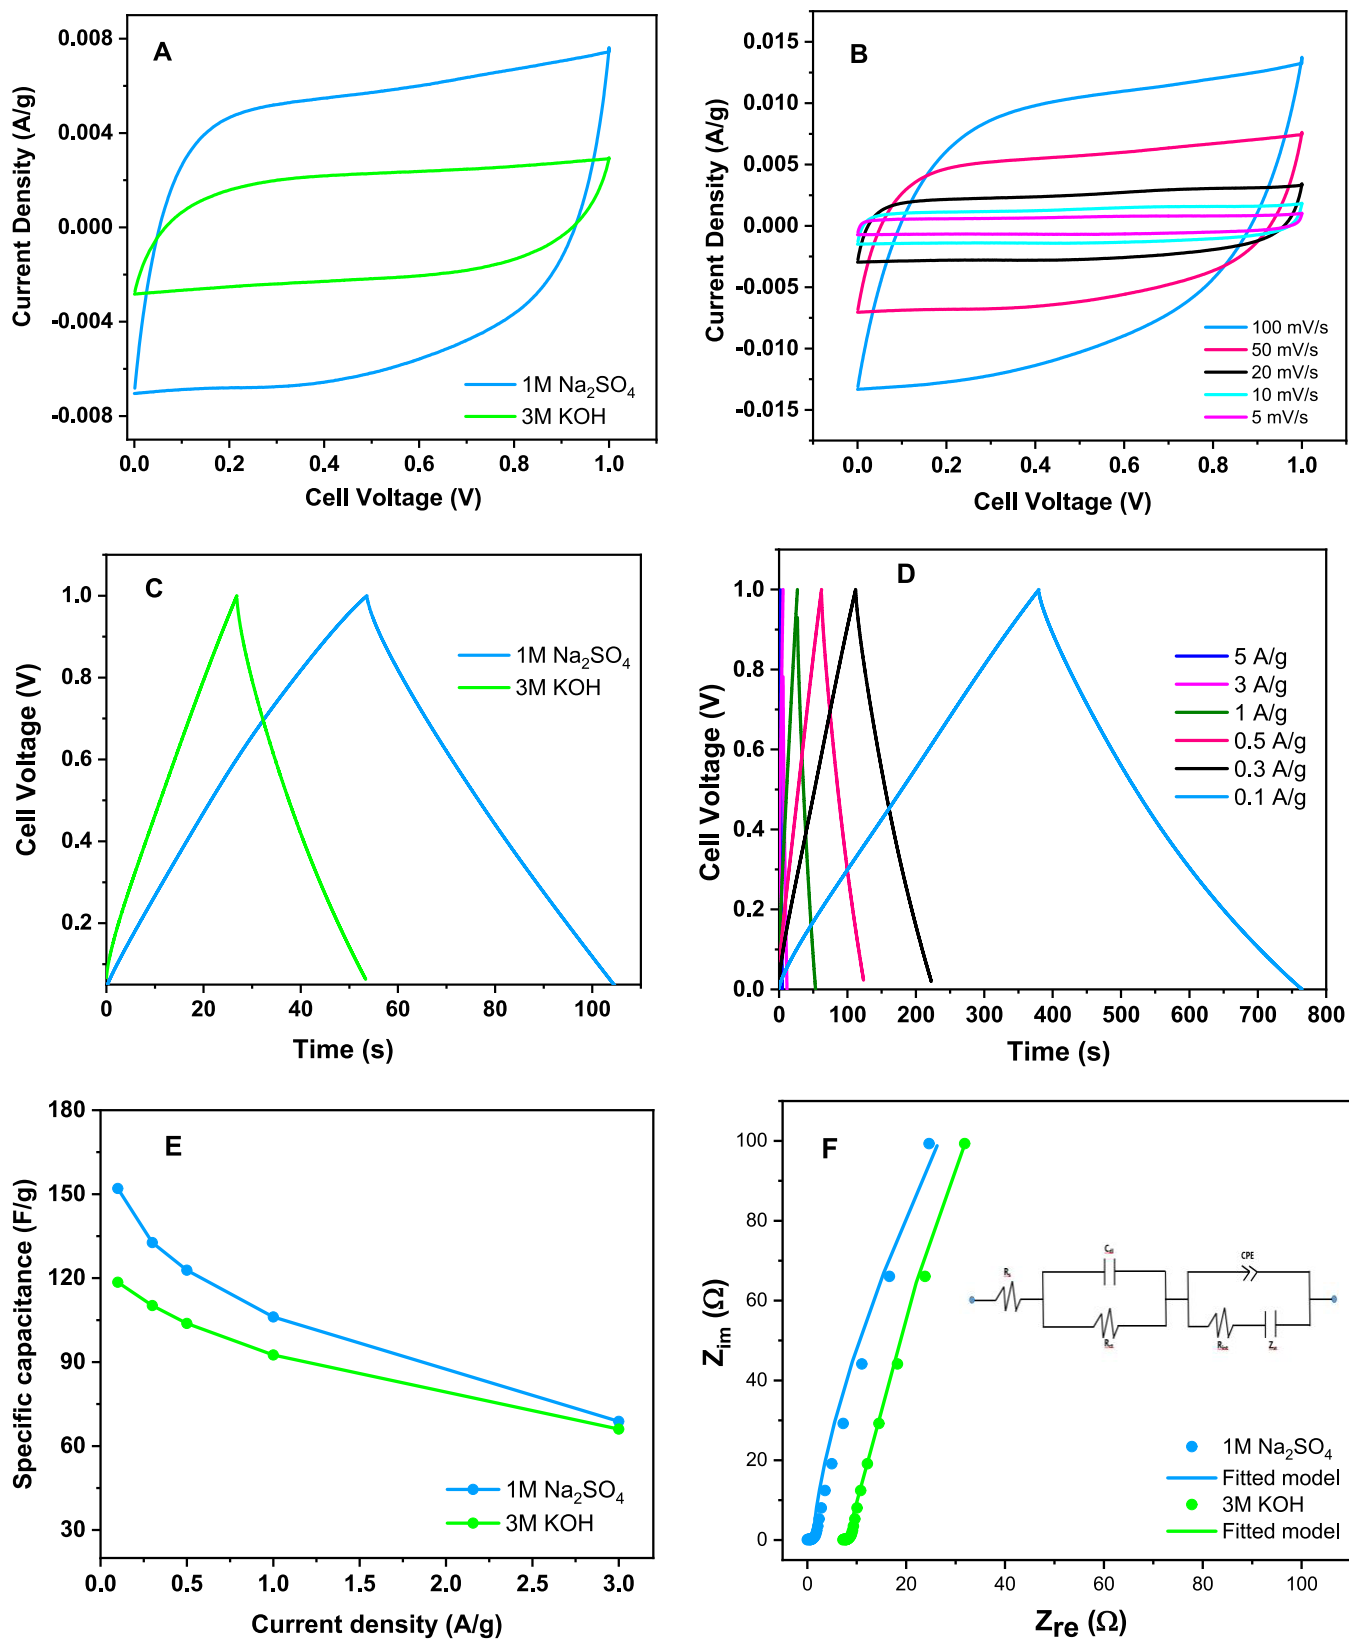 A
Current Density (A/g)
0.008
0.004
0.000
-0.004
-0.008
0.0 0.2 0.4 0.6 0.8 1.0
Cell Voltage (V)
1M Na₂SO₄
3M KOH
B
Current Density (A/g)
0.015
0.010
0.005
0.000
-0.005
-0.010
-0.015
0.0 0.2 0.4 0.6 0.8 1.0
Cell Voltage (V)
100 mV/s
50 mV/s
20 mV/s
10 mV/s
5 mV/s
C
Cell Voltage (V)
1.0
0.8
0.6
0.4
0.2
0 20 40 60 80 100
Time (s)
1M Na₂SO₄
3M KOH
D
Cell Voltage (V)
1.0
0.8
0.6
0.4
0.2
0.0
0 100 200 300 400 500 600 700 800
Time (s)
5 A/g
3 A/g
1 A/g
0.5 A/g
0.3 A/g
0.1 A/g
E
Specific capacitance (F/g)
180
150
120
90
60
30
0.0 0.5 1.0 1.5 2.0 2.5 3.0
Current density (A/g)
1M Na₂SO₄
3M KOH
F
Zim (Ω)
100
80
60
40
20
0
0 20 40 60 80 100
Zre (Ω)
CPE
1M Na₂SO₄
Fitted model
3M KOH
Fitted model